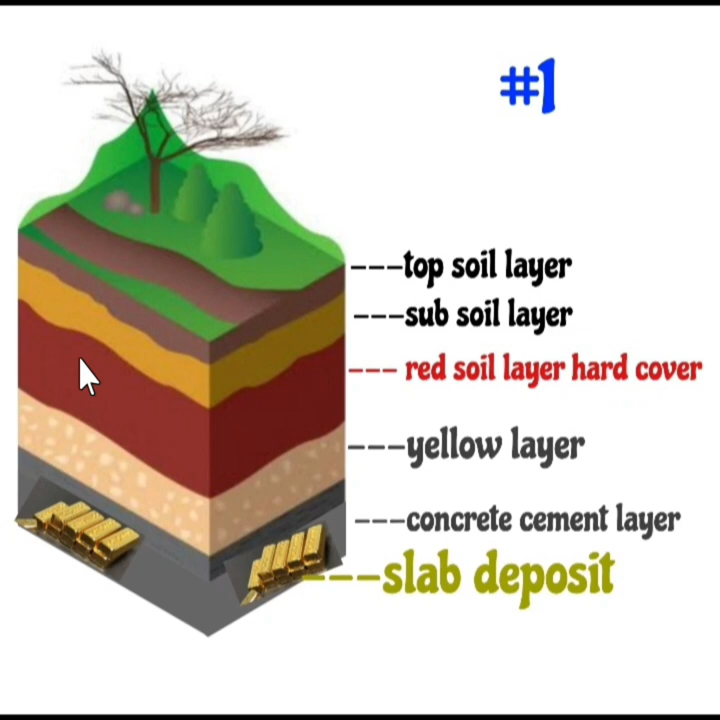 #1
---top soil layer
---sub soil layer
--- red soil layer hard cover
---yellow layer
---concrete cement layer
---slab deposit